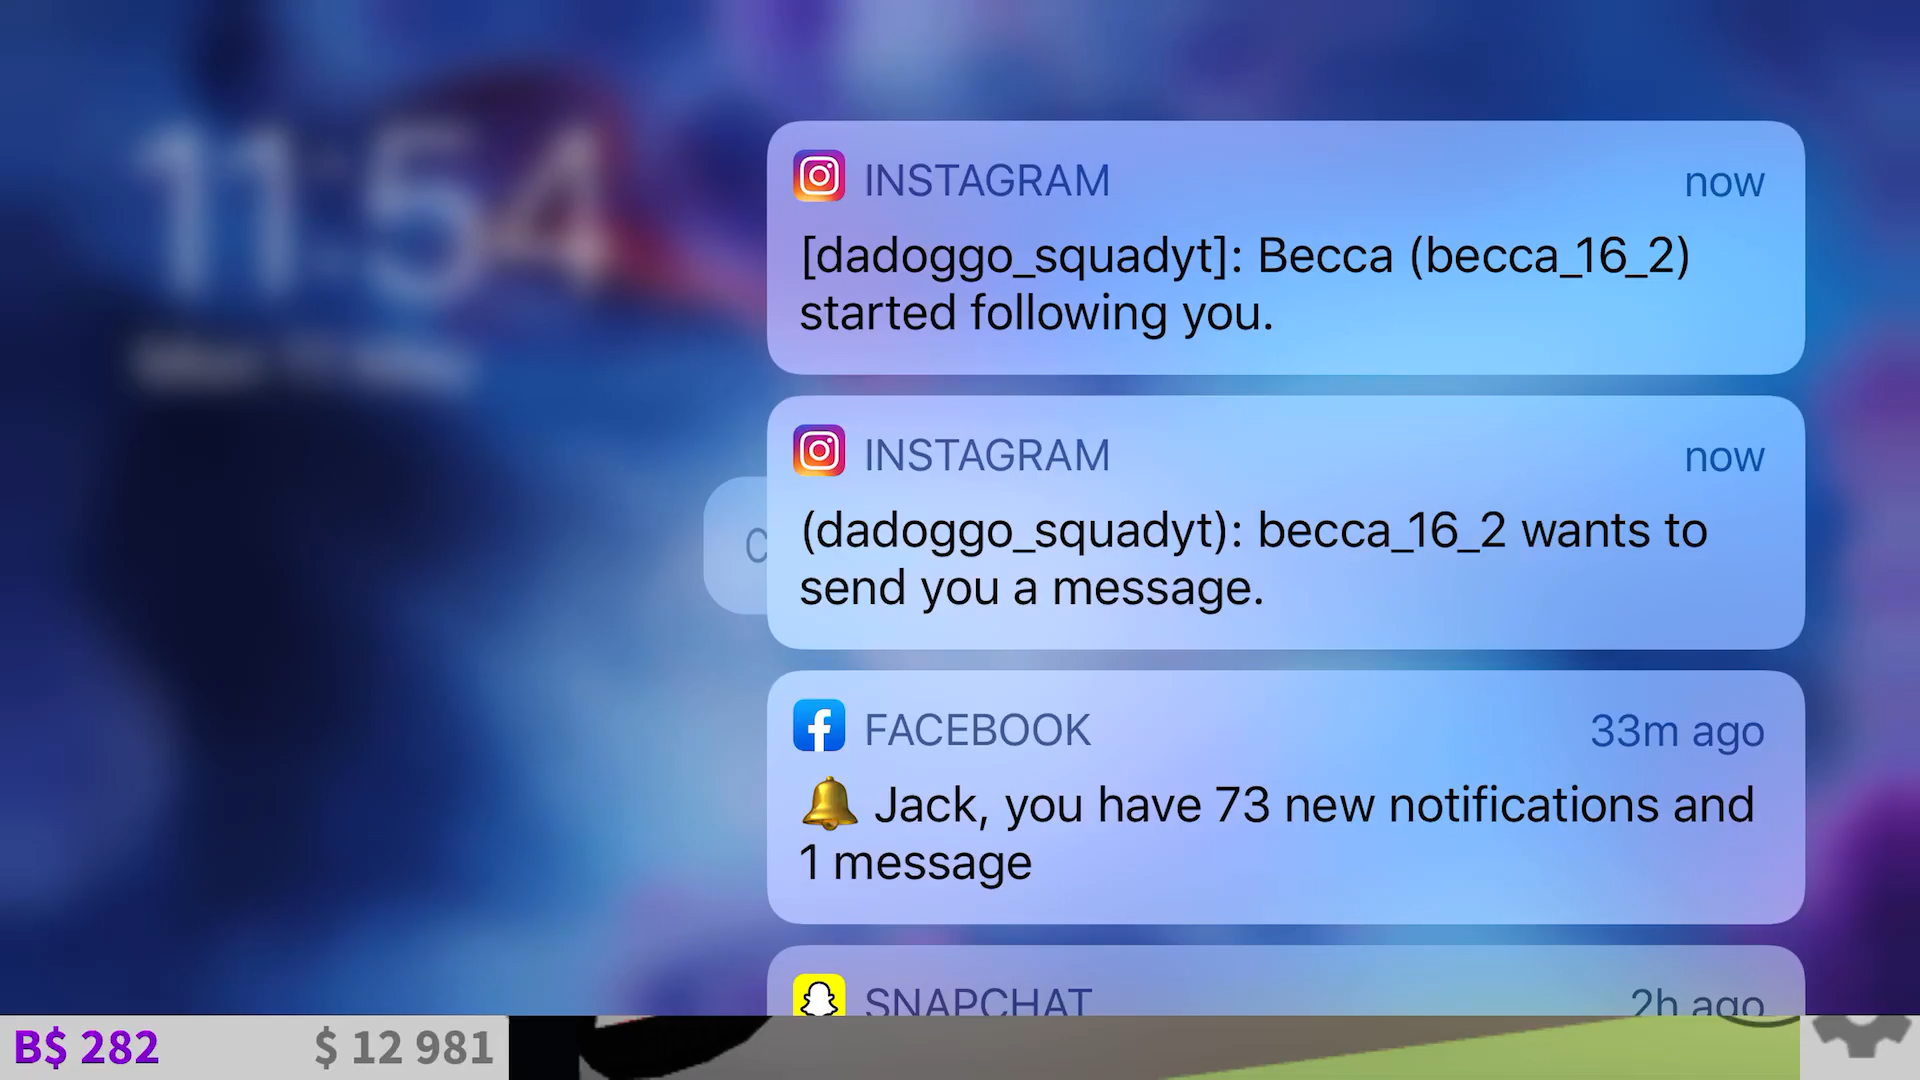 11:54
INSTAGRAM now
[dadoggo_squadyt]: Becca (becca_16_2)
started following you.
INSTAGRAM now
(dadoggo_squadyt): becca_16_2 wants to
send you a message.
FACEBOOK 33m ago
🔔 Jack, you have 73 new notifications and
1 message
SNAPCHAT 2h ago
B$ 282 $ 12 981